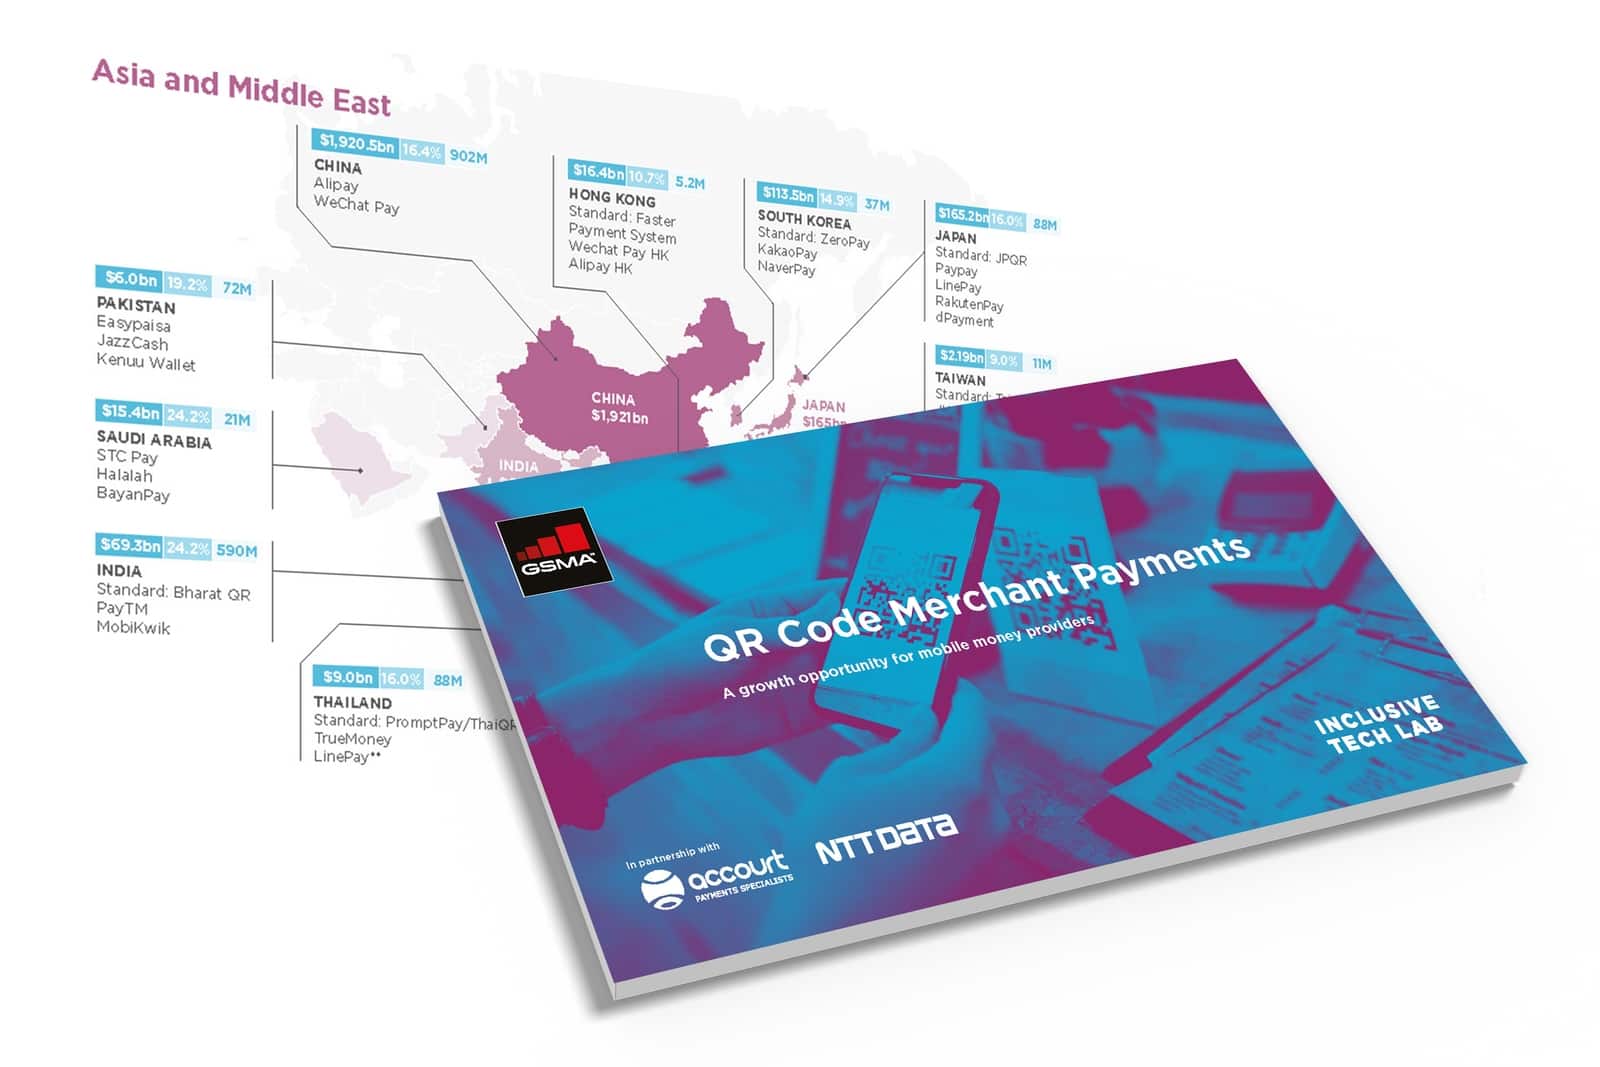 Asia and Middle East
$1,920.5bn 16.4% 902M
CHINA
Alipay
WeChat Pay
$16.4bn 10.7% 5.2M
HONG KONG
Standard: Faster
Payment System
Wechat Pay HK
Alipay HK
$113.5bn 14.9% 37M
SOUTH KOREA
Standard: ZeroPay
KakaoPay
NaverPay
$165.2bn 16.0% 88M
JAPAN
Standard: JPQR
Paypay
LinePay
RakutenPay
dPayment
$2.19bn 9.0% 11M
TAIWAN
Standard:
$6.0bn 19.2% 72M
PAKISTAN
Easypaisa
JazzCash
Kenuu Wallet
$15.4bn 24.2% 21M
SAUDI ARABIA
STC Pay
Halalah
BayanPay
$69.3bn 24.2% 590M
INDIA
Standard: Bharat QR
PayTM
MobiKwik
$9.0bn 16.0% 88M
THAILAND
Standard: PromptPay/ThaiQR
TrueMoney
LinePay**
CHINA
$1,921bn
JAPAN
$165bn
INDIA
GSMA™
QR Code Merchant Payments
A growth opportunity for mobile money providers
INCLUSIVE
TECH LAB
In partnership with
accourt
PAYMENTS SPECIALISTS
NTT DATA